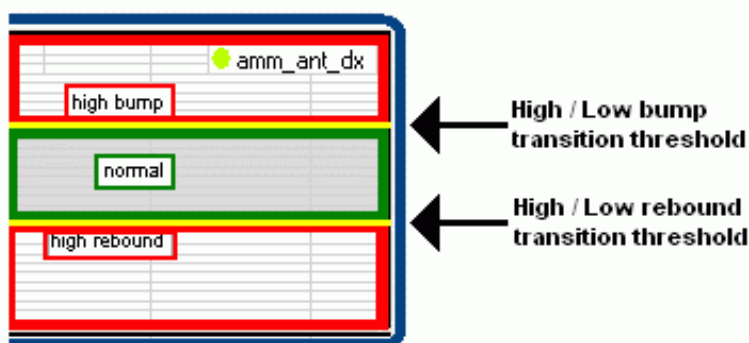 amm_ant_dx
high bump
High / Low bump
transition threshold
normal
High / Low rebound
transition threshold
high rebound